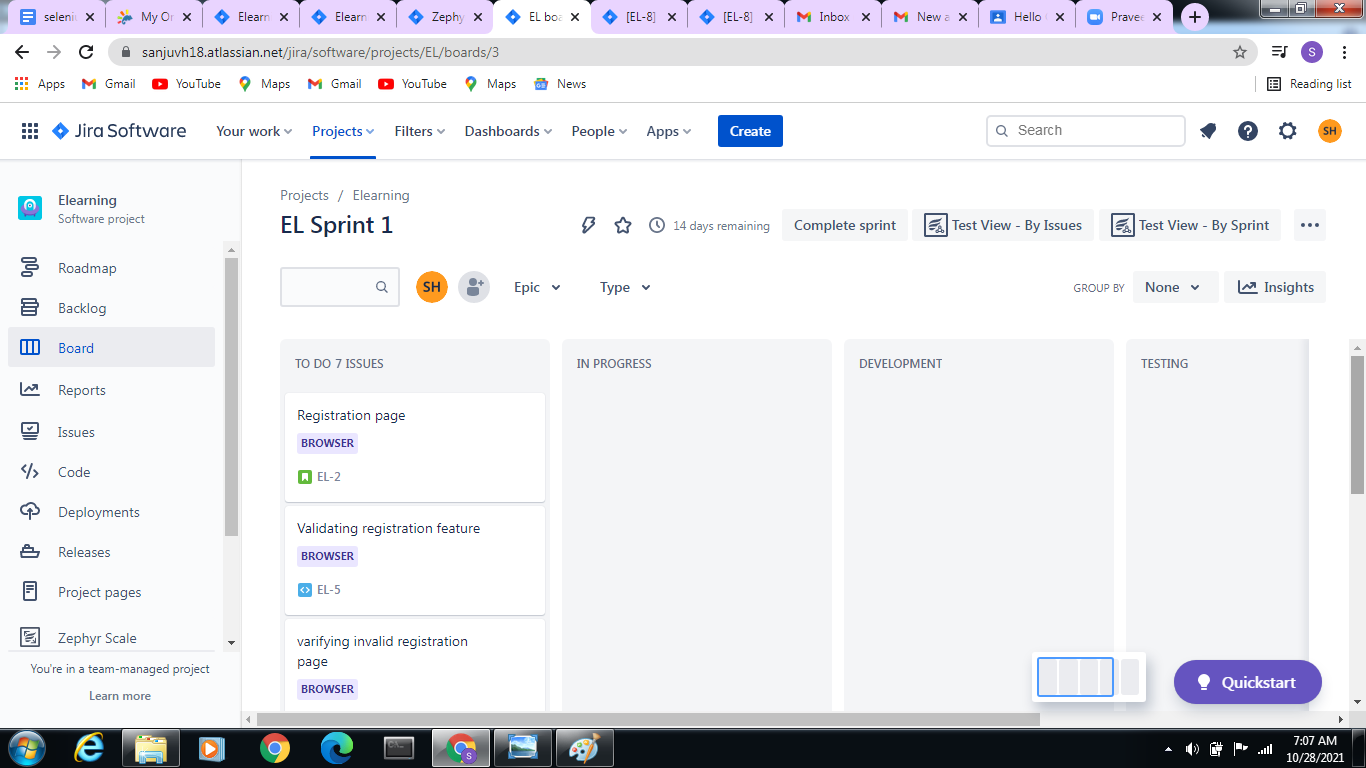 seleni
My Or
Elearn
Elearn
Zephy
EL boa
[EL-8]
[EL-8]
Inbox
New a
Hello
Pravee
sanjuvh18.atlassian.net/jira/software/projects/EL/boards/3
S
Apps
Gmail
YouTube
Maps
Gmail
YouTube
Maps
News
Reading list
Jira Software
Your work
Projects
Filters
Dashboards
People
Apps
Create
Search
SH
Elearning
Software project
Roadmap
Backlog
Board
Reports
Issues
Code
Deployments
Releases
Project pages
Zephyr Scale
You're in a team-managed project
Learn more
Projects / Elearning
EL Sprint 1
14 days remaining
Complete sprint
Test View - By Issues
Test View - By Sprint
SH
Epic
Type
GROUP BY
None
Insights
TO DO 7 ISSUES
IN PROGRESS
DEVELOPMENT
TESTING
Registration page
BROWSER
EL-2
Validating registration feature
BROWSER
EL-5
varifying invalid registration
page
BROWSER
Quickstart
7:07 AM
10/28/2021